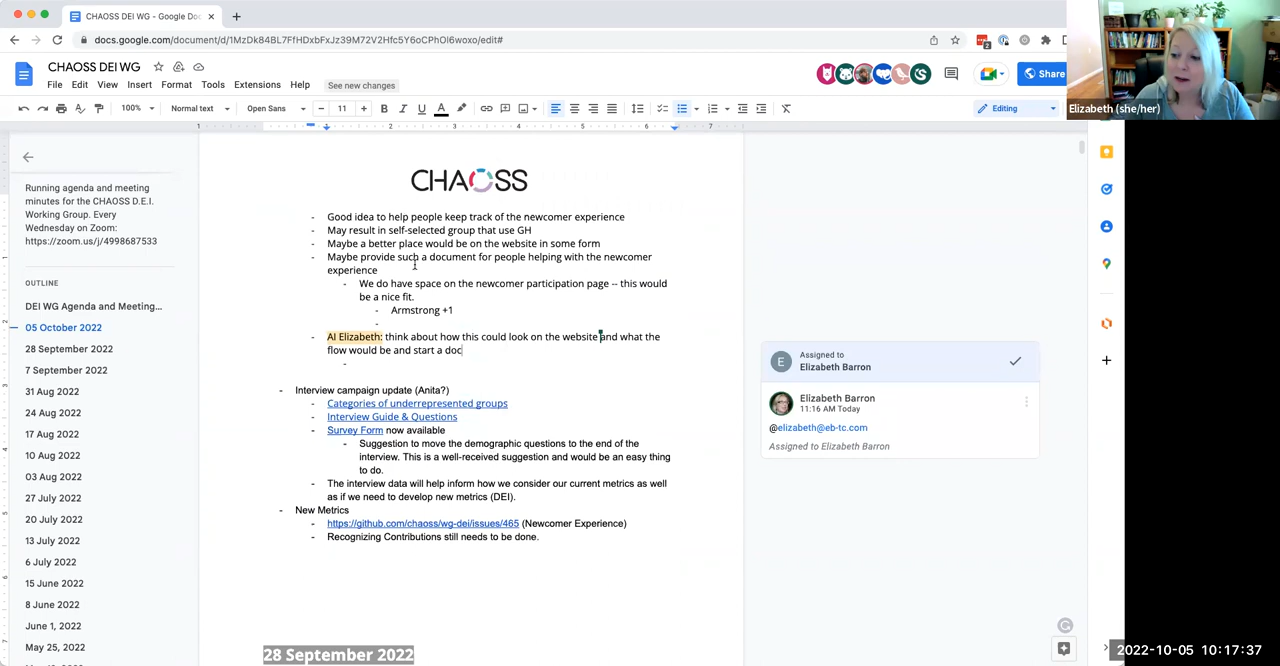 CHAOSS DEI WG - Google Doc
docs.google.com/document/d/1MzDk84BL7FfHDxbFxJz39M72V2Hfc5Y6oCPhOl6woxo/edit#
2
CHAOSS DEI WG
File Edit View Insert Format Tools Extensions Help See new changes
Share
Elizabeth (she/her)
100% Normal text Open Sans 11 B I U A Editing
1 1 2 3 4 5 6 7
CHAOSS
Running agenda and meeting
minutes for the CHAOSS D.E.I.
Working Group. Every
Wednesday on Zoom:
https://zoom.us/j/4998687533
OUTLINE
DEI WG Agenda and Meeting...
05 October 2022
28 September 2022
7 September 2022
31 Aug 2022
24 Aug 2022
17 Aug 2022
10 Aug 2022
03 Aug 2022
27 July 2022
20 July 2022
13 July 2022
6 July 2022
15 June 2022
8 June 2022
June 1, 2022
May 25, 2022
- Good idea to help people keep track of the newcomer experience
- May result in self-selected group that use GH
- Maybe a better place would be on the website in some form
- Maybe provide such a document for people helping with the newcomer
experience
- We do have space on the newcomer participation page -- this would
be a nice fit.
- Armstrong +1
-
- AI Elizabeth: think about how this could look on the website and what the
flow would be and start a doc
-
- Interview campaign update (Anita?)
- Categories of underrepresented groups
- Interview Guide & Questions
- Survey Form now available
- Suggestion to move the demographic questions to the end of the
interview. This is a well-received suggestion and would be an easy thing
to do.
- The interview data will help inform how we consider our current metrics as well
as if we need to develop new metrics (DEI).
- New Metrics
- https://github.com/chaoss/wg-dei/issues/465 (Newcomer Experience)
- Recognizing Contributions still needs to be done.
28 September 2022
E
Assigned to
Elizabeth Barron
Elizabeth Barron
11:16 AM Today
@elizabeth@eb-tc.com
Assigned to Elizabeth Barron
2022-10-05 10:17:37